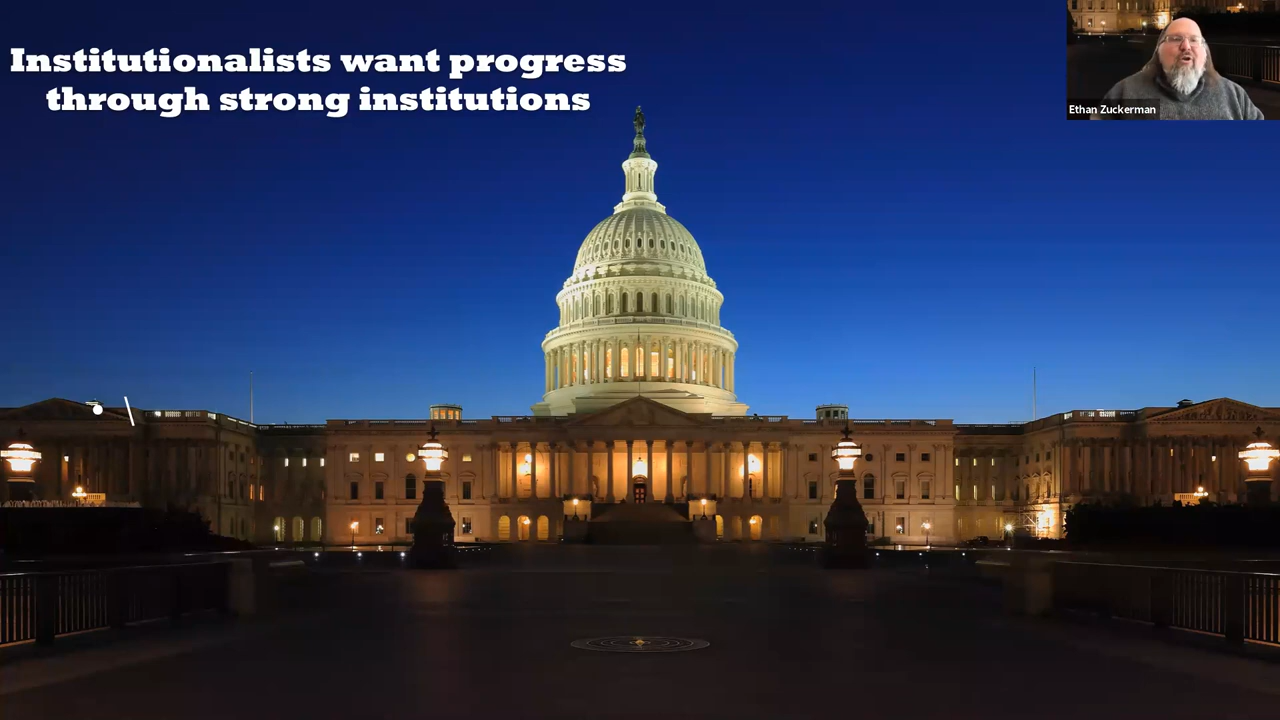 Institutionalists want progress
through strong institutions
Ethan Zuckerman